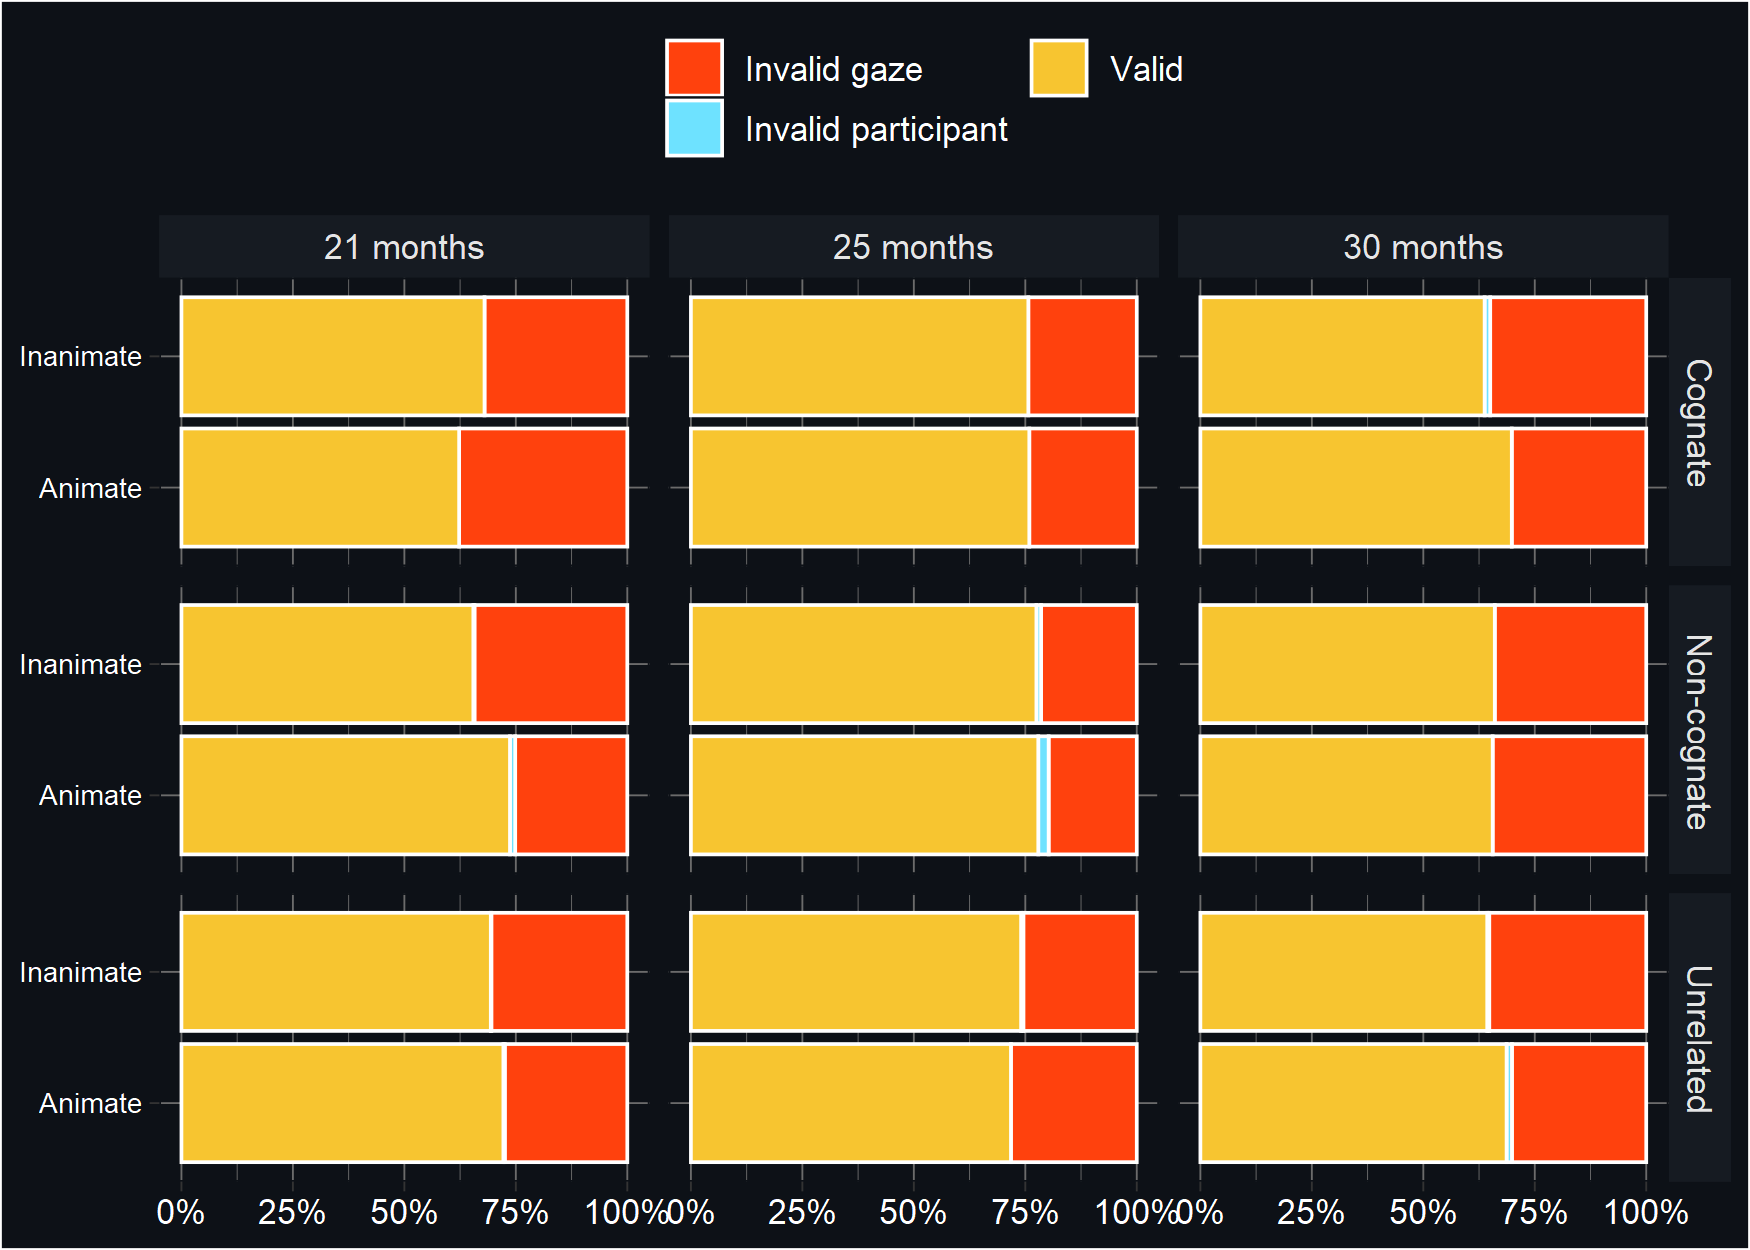 Invalid gaze
Valid
Invalid participant
21 months
25 months
30 months
Inanimate
Animate
Cognate
Inanimate
Animate
Non-cognate
Inanimate
Animate
Unrelated
0% 25% 50% 75% 100%
0% 25% 50% 75% 100%
0% 25% 50% 75% 100%